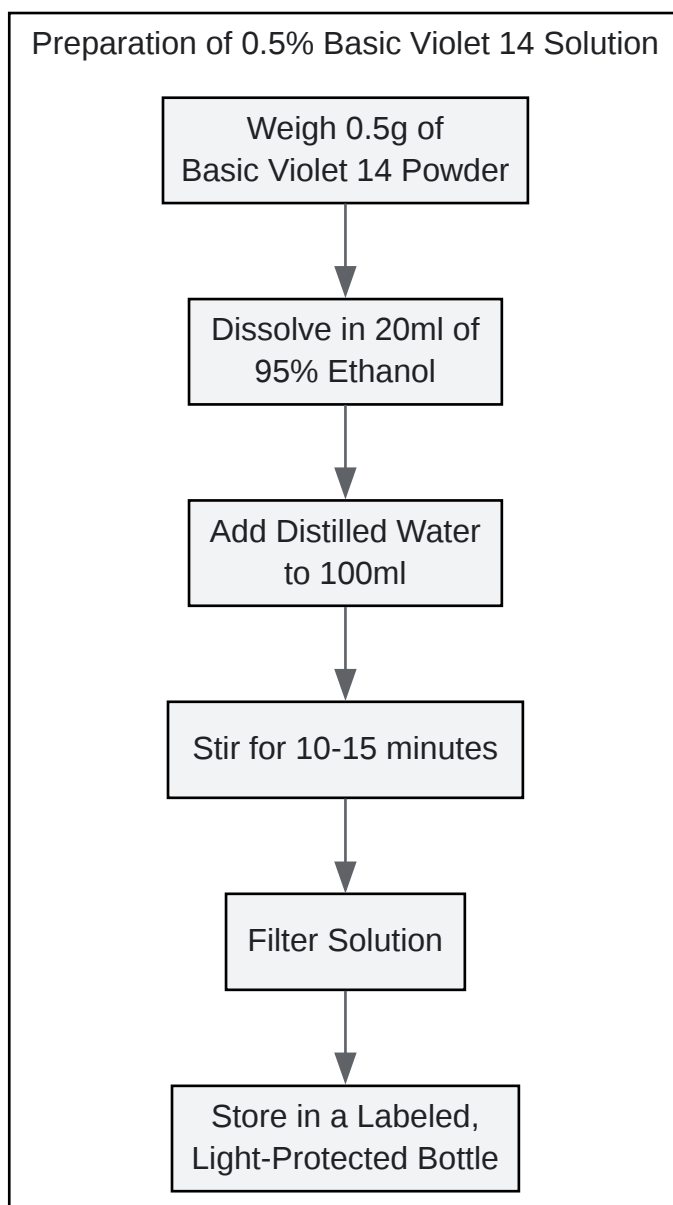 Preparation of 0.5% Basic Violet 14 Solution
Weigh 0.5g of
Basic Violet 14 Powder
Dissolve in 20ml of
95% Ethanol
Add Distilled Water
to 100ml
Stir for 10-15 minutes
Filter Solution
Store in a Labeled,
Light-Protected Bottle